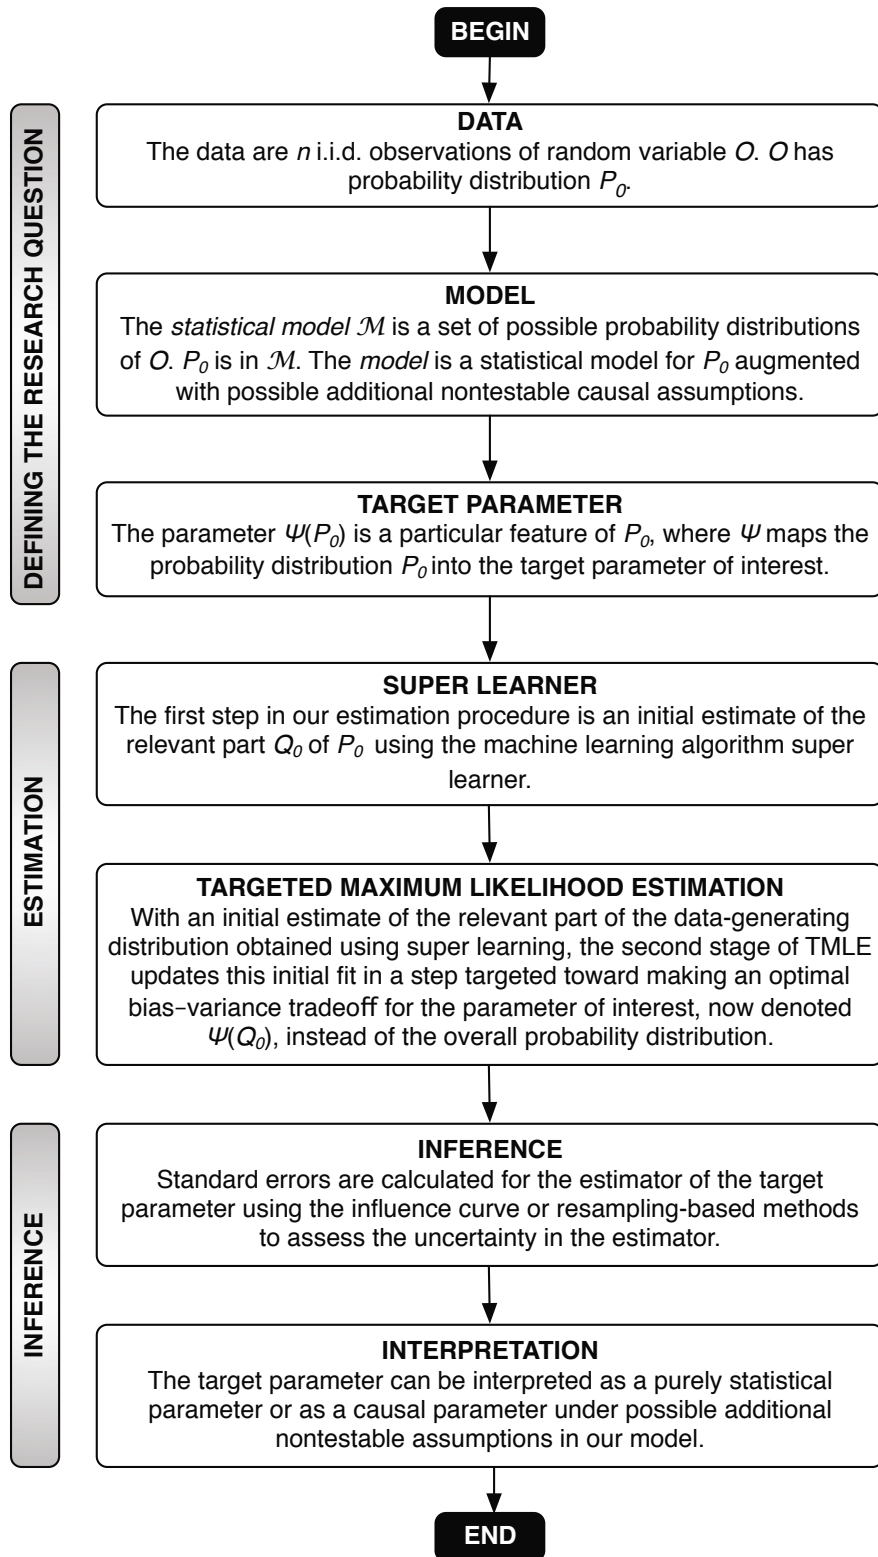 BEGIN
DEFINING THE RESEARCH QUESTION
DATA
The data are n i.i.d. observations of random variable O. O has
probability distribution P₀.
MODEL
The statistical model ℳ is a set of possible probability distributions
of O. P₀ is in ℳ. The model is a statistical model for P₀ augmented
with possible additional nontestable causal assumptions.
TARGET PARAMETER
The parameter Ψ(P₀) is a particular feature of P₀, where Ψ maps the
probability distribution P₀ into the target parameter of interest.
ESTIMATION
SUPER LEARNER
The first step in our estimation procedure is an initial estimate of the
relevant part Q₀ of P₀ using the machine learning algorithm super
learner.
TARGETED MAXIMUM LIKELIHOOD ESTIMATION
With an initial estimate of the relevant part of the data-generating
distribution obtained using super learning, the second stage of TMLE
updates this initial fit in a step targeted toward making an optimal
bias–variance tradeoff for the parameter of interest, now denoted
Ψ(Q₀), instead of the overall probability distribution.
INFERENCE
INFERENCE
Standard errors are calculated for the estimator of the target
parameter using the influence curve or resampling-based methods
to assess the uncertainty in the estimator.
INTERPRETATION
The target parameter can be interpreted as a purely statistical
parameter or as a causal parameter under possible additional
nontestable assumptions in our model.
END